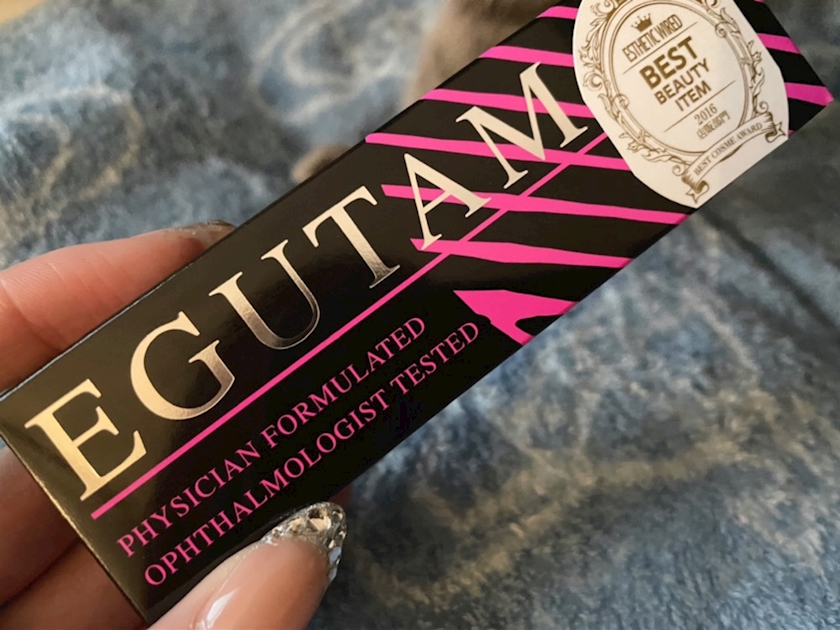 EGUTAM
PHYSICIAN FORMULATED
OPHTHALMOLOGIST TESTED
ESTHETIC WIRED
BEST
BEAUTY
ITEM
2016
BEST COSME AWARD